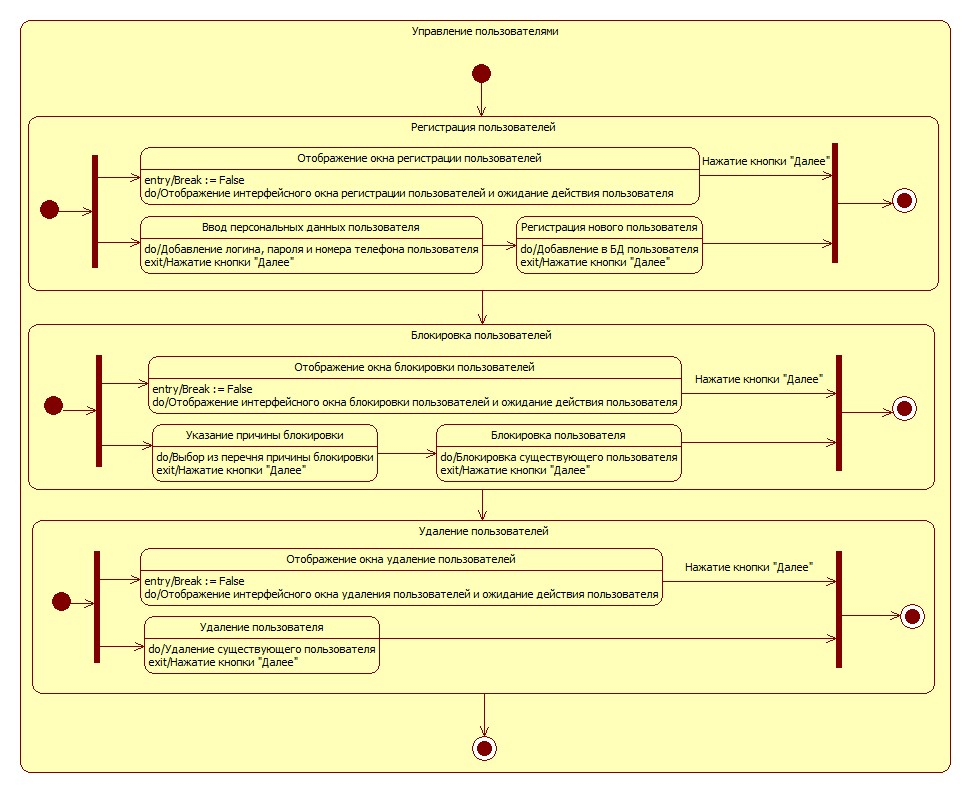 Управление пользователями
Регистрация пользователей
Отображение окна регистрации пользователей
Нажатие кнопки "Далее"
entry/Break := False
do/Отображение интерфейсного окна регистрации пользователей и ожидание действия пользователя
Ввод персональных данных пользователя
Регистрация нового пользователя
do/Добавление логина, пароля и номера телефона пользователя
exit/Нажатие кнопки "Далее"
do/Добавление в БД пользователя
exit/Нажатие кнопки "Далее"
Блокировка пользователей
Отображение окна блокировки пользователей
Нажатие кнопки "Далее"
entry/Break := False
do/Отображение интерфейсного окна блокировки пользователей и ожидание действия пользователя
Указание причины блокировки
Блокировка пользователя
do/Выбор из перечня причины блокировки
exit/Нажатие кнопки "Далее"
do/Блокировка существующего пользователя
exit/Нажатие кнопки "Далее"
Удаление пользователей
Отображение окна удаление пользователей
Нажатие кнопки "Далее"
entry/Break := False
do/Отображение интерфейсного окна удаления пользователей и ожидание действия пользователя
Удаление пользователя
do/Удаление существующего пользователя
exit/Нажатие кнопки "Далее"